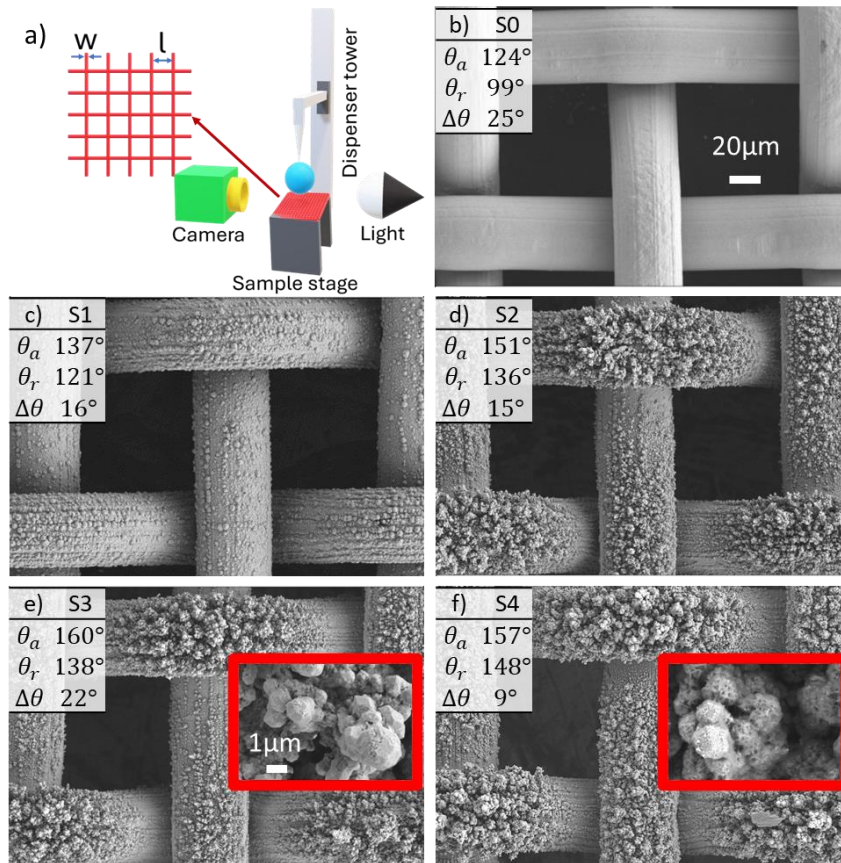 a)
w
l
Dispenser tower
Camera
Light
Sample stage
b) S0
θₐ 124°
θᵣ 99°
Δθ 25°
20μm
c) S1
θₐ 137°
θᵣ 121°
Δθ 16°
d) S2
θₐ 151°
θᵣ 136°
Δθ 15°
e) S3
θₐ 160°
θᵣ 138°
Δθ 22°
1μm
f) S4
θₐ 157°
θᵣ 148°
Δθ 9°